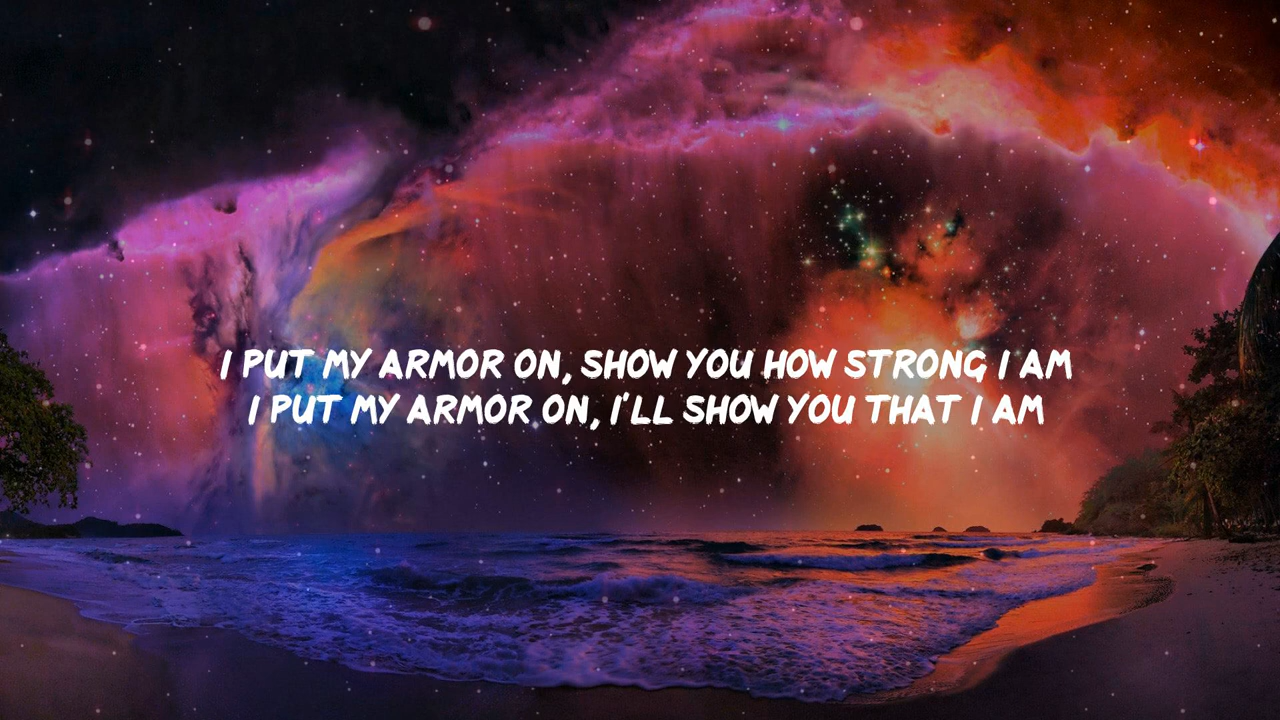 I PUT MY ARMOR ON, SHOW YOU HOW STRONG I AM
I PUT MY ARMOR ON, I'LL SHOW YOU THAT I AM